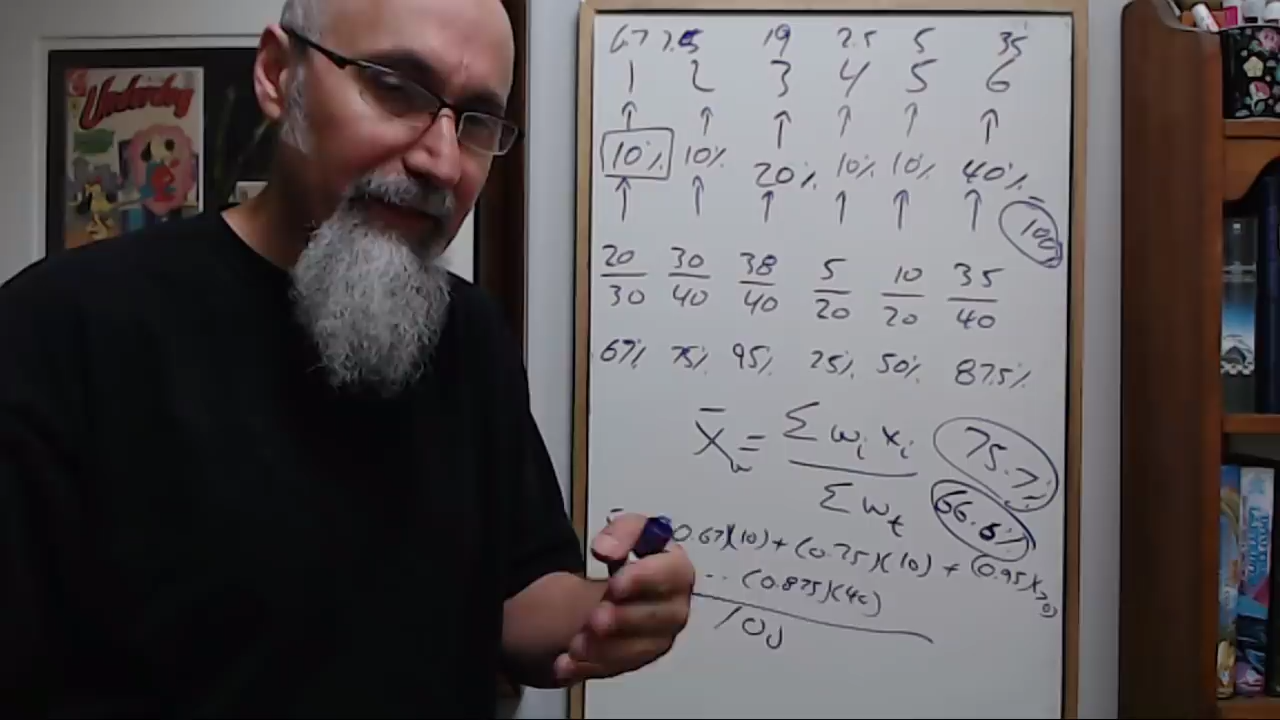 Underdog
6.7 7.5 19 2.5 5 35
1 2 3 4 5 6
↑ ↑ ↑ ↑ ↑ ↑
10% 10% 20% 10% 10% 40% =
↑ ↑ ↑ ↑ ↑ ↑ 100
20/30 30/40 38/40 5/20 10/20 35/40
67% 75% 95% 25% 50% 87.5%
X̄w = Σ wi xi / Σ wt
75.7%
66.6%
0.67)(10) + (0.75)(10) + (0.95)(20)
.. (0.875)(40)
100